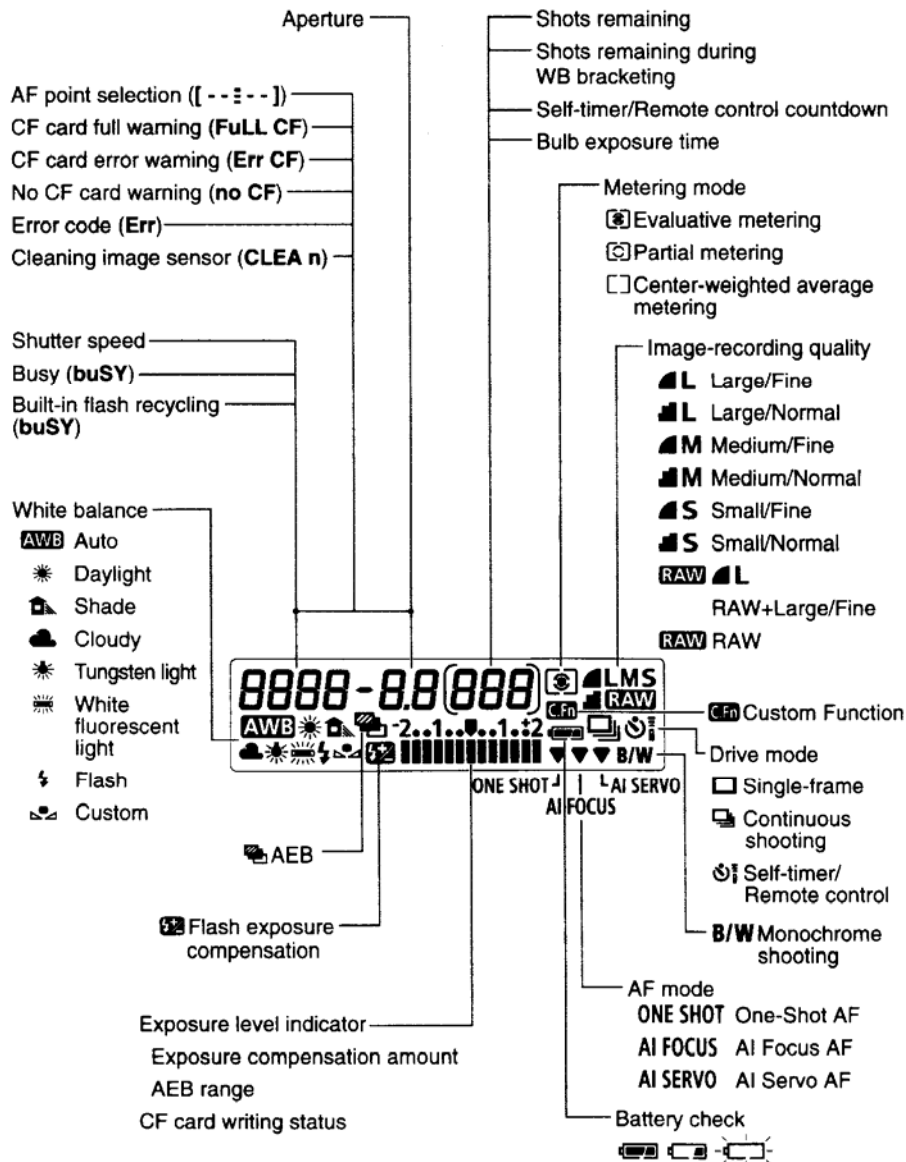 Aperture
Shots remaining
Shots remaining during
WB bracketing
Self-timer/Remote control countdown
Bulb exposure time
AF point selection ([ - - - - ])
CF card full warning (FuLL CF)
CF card error warning (Err CF)
No CF card warning (no CF)
Error code (Err)
Cleaning image sensor (CLEA n)
Shutter speed
Busy (buSY)
Built-in flash recycling
(buSY)
White balance
AWB Auto
Daylight
Shade
Cloudy
Tungsten light
White
fluorescent
light
Flash
Custom
Metering mode
Evaluative metering
Partial metering
Center-weighted average
metering
Image-recording quality
L Large/Fine
L Large/Normal
M Medium/Fine
M Medium/Normal
S Small/Fine
S Small/Normal
RAW L
RAW+Large/Fine
RAW RAW
8888-8.8(888) LMS
RAW
C.Fn
AWB -2..1....1.+2
B/W
ONE SHOT AI SERVO
AI FOCUS
C.Fn Custom Function
Drive mode
Single-frame
Continuous
shooting
Self-timer/
Remote control
B/W Monochrome
shooting
AEB
Flash exposure
compensation
Exposure level indicator
Exposure compensation amount
AEB range
CF card writing status
AF mode
ONE SHOT One-Shot AF
AI FOCUS AI Focus AF
AI SERVO AI Servo AF
Battery check